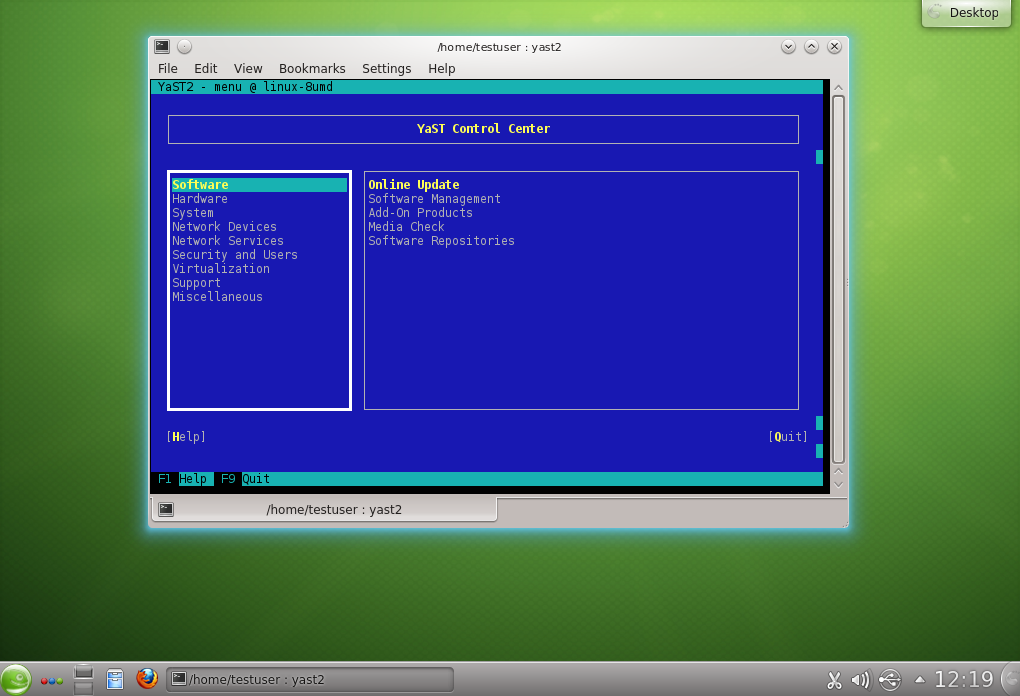 Desktop
/home/testuser : yast2
File Edit View Bookmarks Settings Help
YaST2 - menu @ linux-8umd
YaST Control Center
Software
Hardware
System
Network Devices
Network Services
Security and Users
Virtualization
Support
Miscellaneous
Online Update
Software Management
Add-On Products
Media Check
Software Repositories
[Help] [Quit]
F1 Help F9 Quit
/home/testuser : yast2
/home/testuser : yast2
12:19